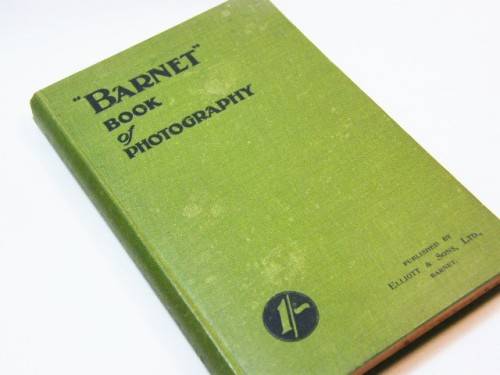 "BARNET"
BOOK
of
PHOTOGRAPHY
PUBLISHED BY
ELLIOTT & SONS, LTD.,
BARNET.
1/-